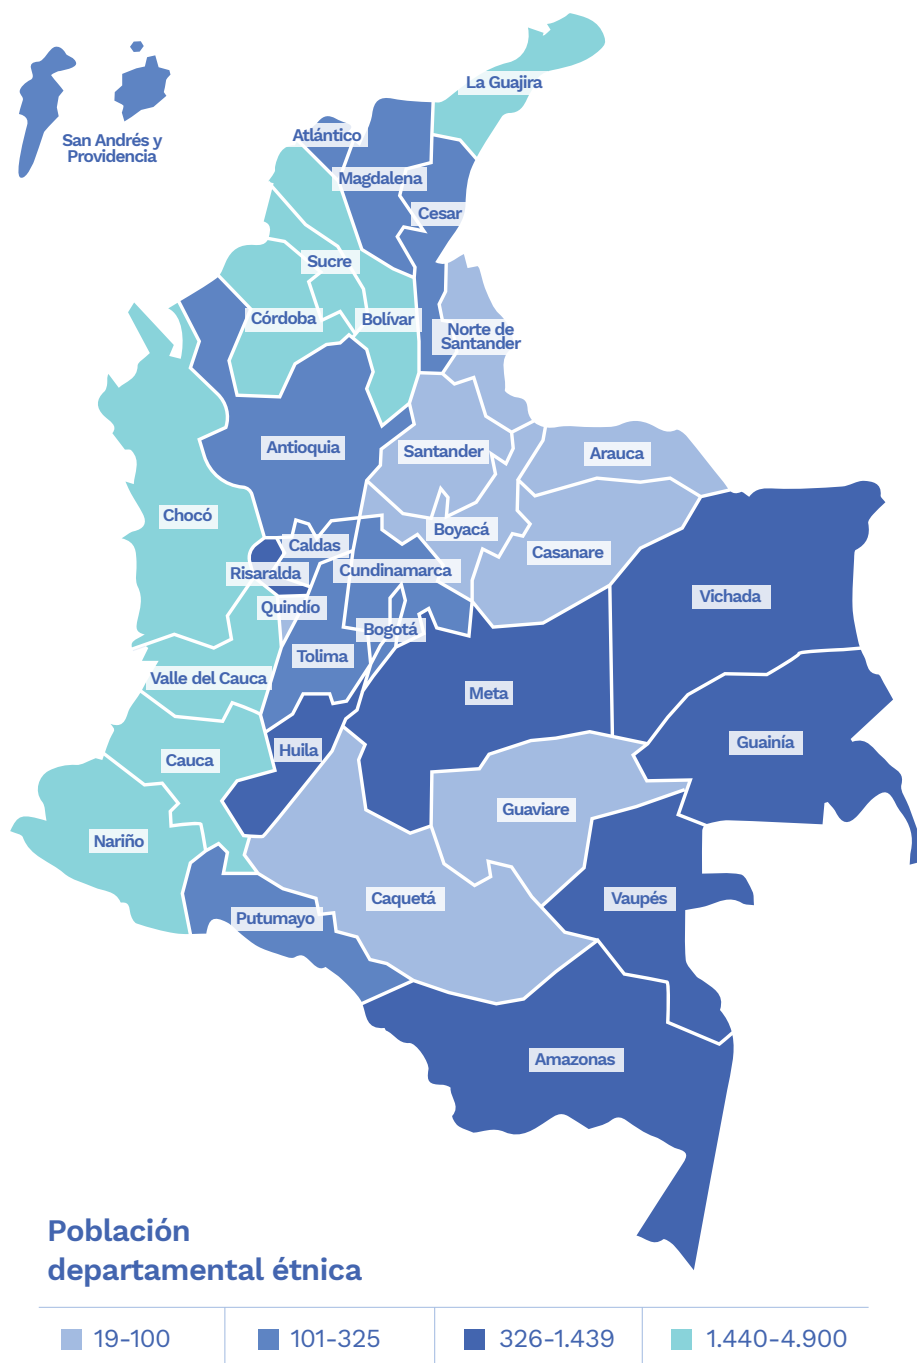 La Guajira
Atlántico
San Andrés y
Providencia
Magdalena
Cesar
Sucre
Córdoba
Bolívar
Norte de
Santander
Antioquia
Santander
Arauca
Chocó
Boyacá
Caldas
Casanare
Risaralda
Cundinamarca
Vichada
Quindío
Bogotá
Tolima
Valle del Cauca
Meta
Huila
Guainía
Cauca
Guaviare
Nariño
Caquetá
Vaupés
Putumayo
Amazonas
Población
departamental étnica
19-100
101-325
326-1.439
1.440-4.900